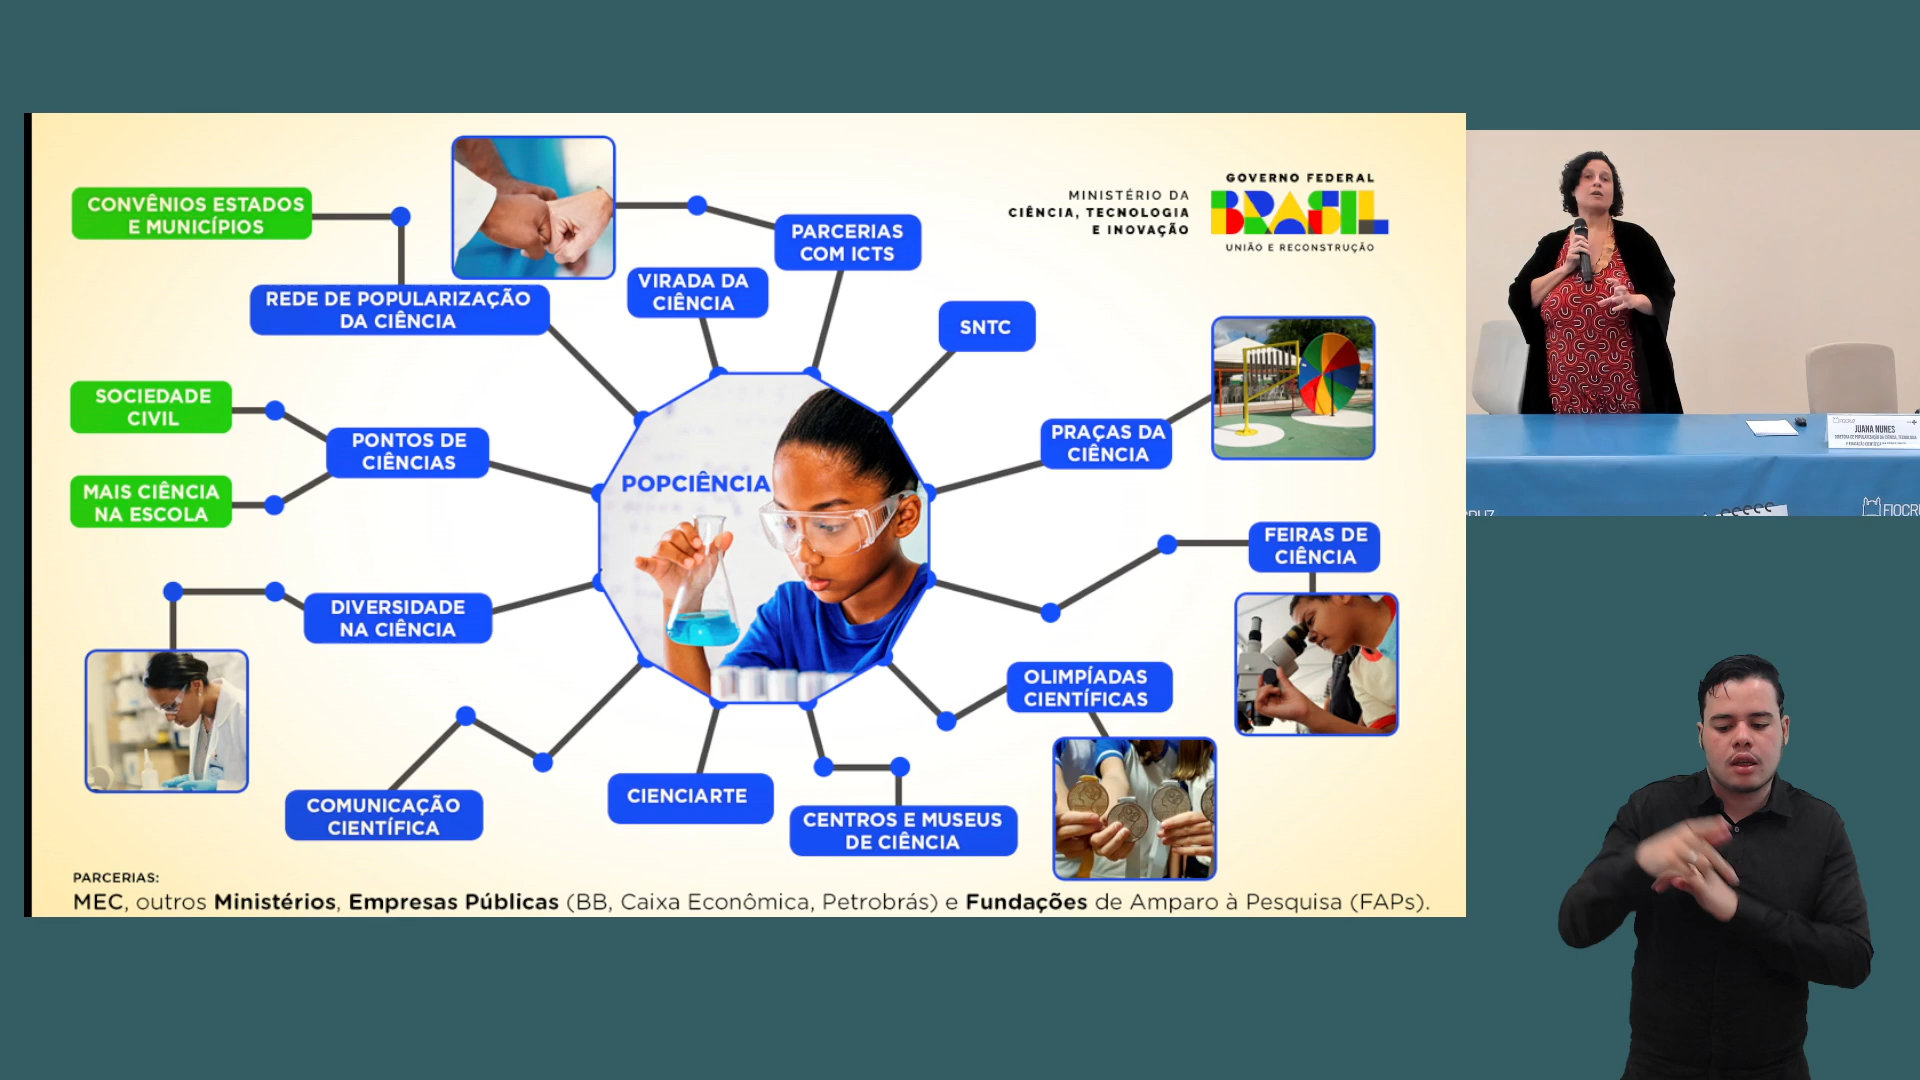 CONVÊNIOS ESTADOS
E MUNICÍPIOS
REDE DE POPULARIZAÇÃO
DA CIÊNCIA
VIRADA DA
CIÊNCIA
PARCERIAS
COM ICTS
MINISTÉRIO DA
CIÊNCIA, TECNOLOGIA
E INOVAÇÃO
GOVERNO FEDERAL
BRASIL
UNIÃO E RECONSTRUÇÃO
SNTC
SOCIEDADE
CIVIL
PONTOS DE
CIÊNCIAS
MAIS CIÊNCIA
NA ESCOLA
POPCIÊNCIA
PRAÇAS DA
CIÊNCIA
FEIRAS DE
CIÊNCIA
DIVERSIDADE
NA CIÊNCIA
OLIMPÍADAS
CIENTÍFICAS
COMUNICAÇÃO
CIENTÍFICA
CIENCIARTE
CENTROS E MUSEUS
DE CIÊNCIA
PARCERIAS:
MEC, outros Ministérios, Empresas Públicas (BB, Caixa Econômica, Petrobrás) e Fundações de Amparo à Pesquisa (FAPs).
JUANA NUNES